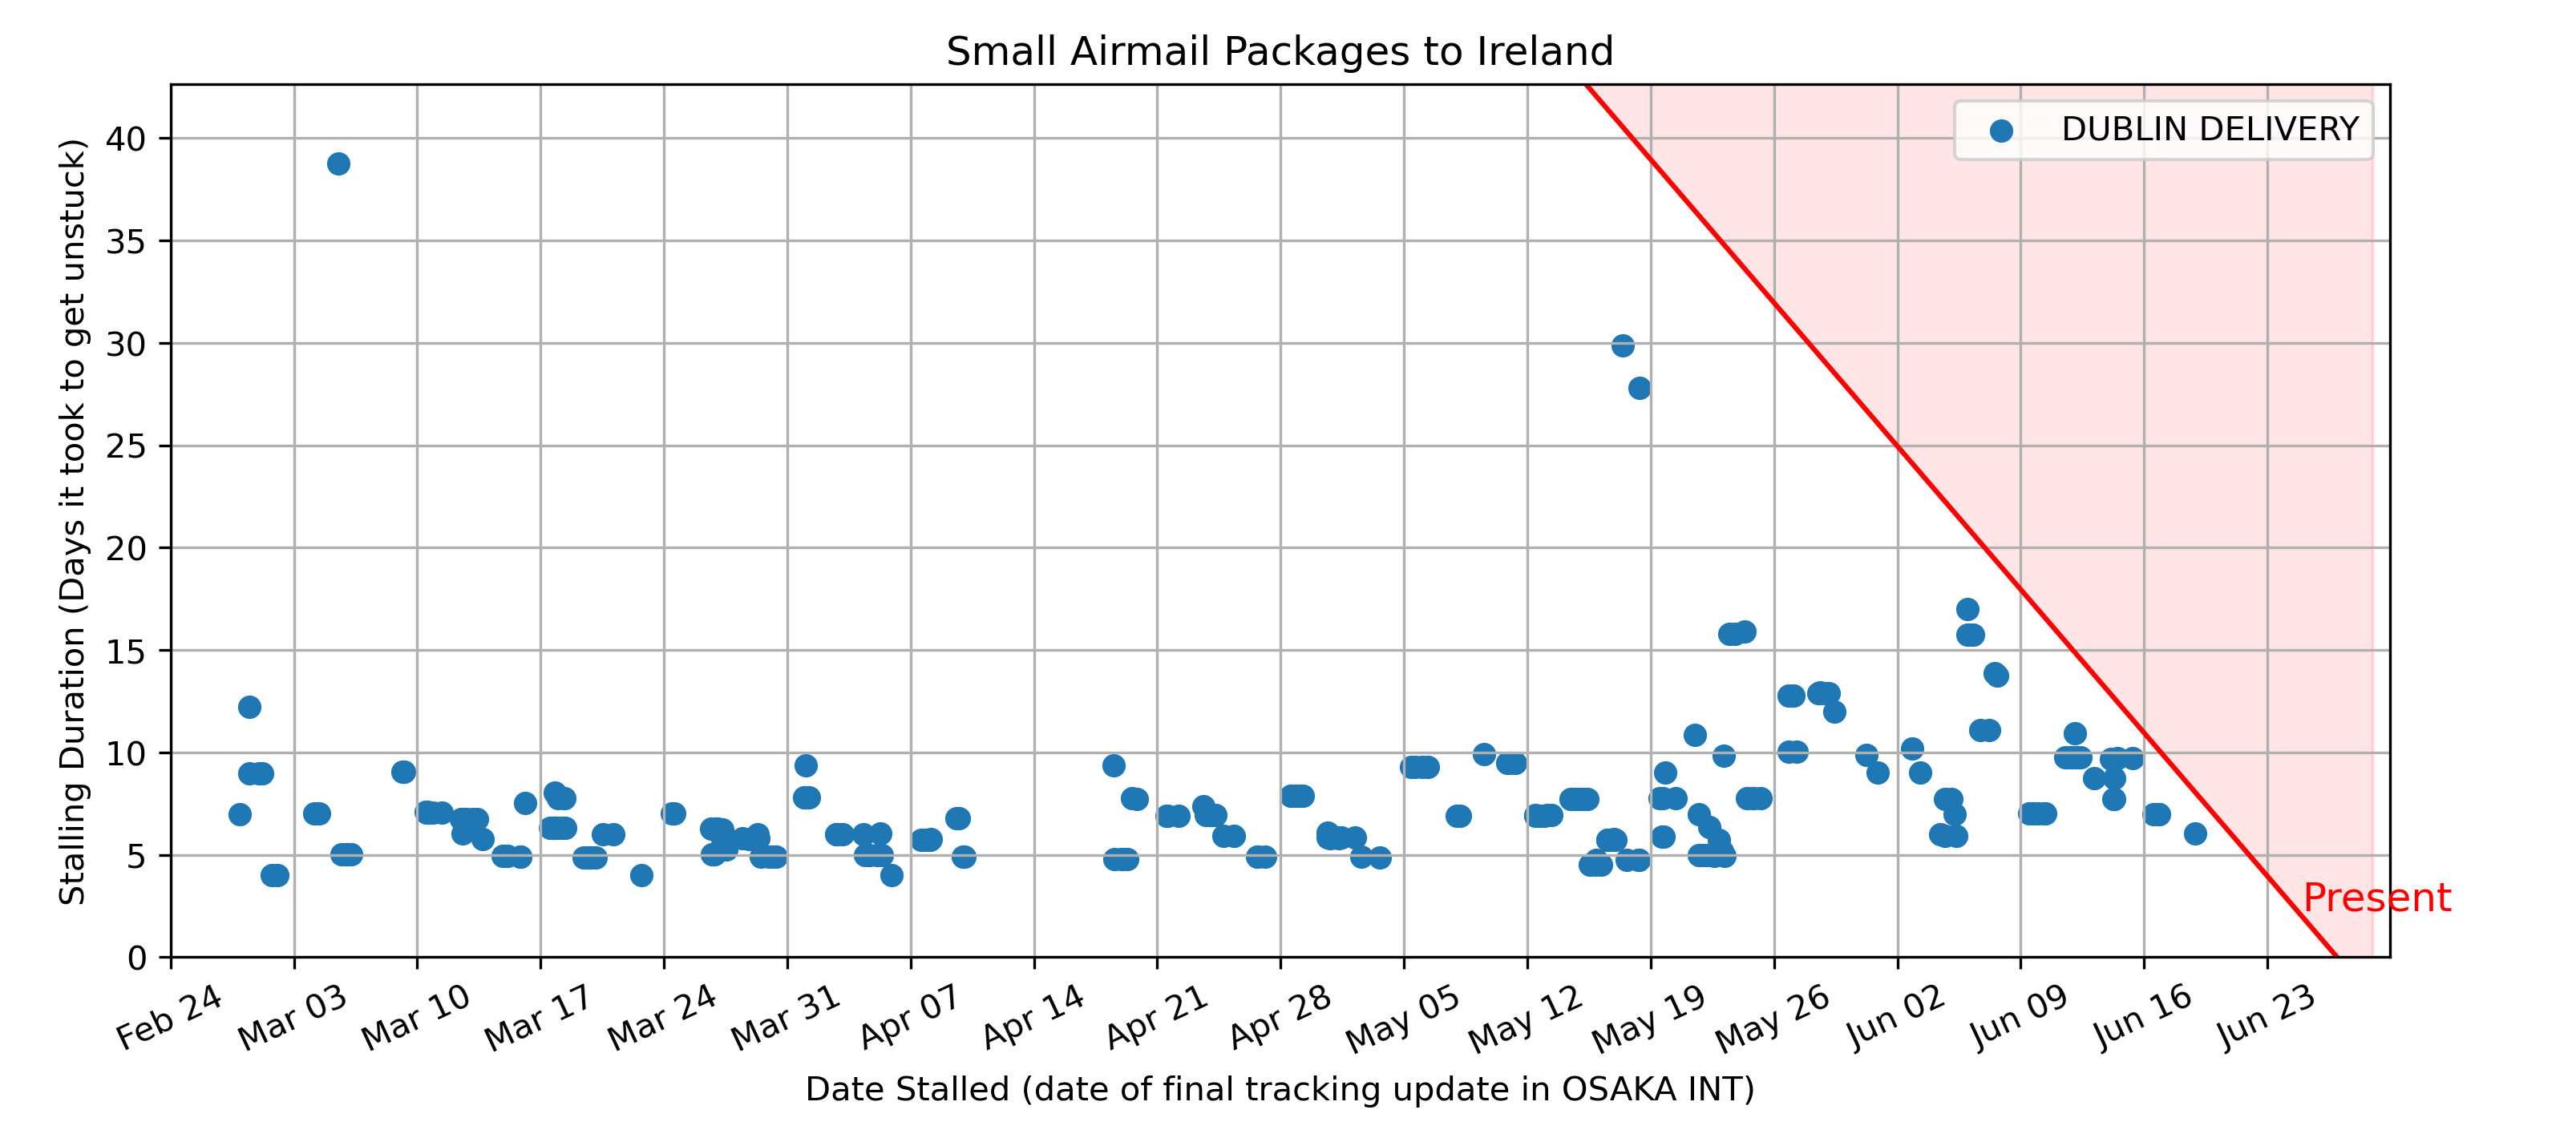 Small Airmail Packages to Ireland
DUBLIN DELIVERY
Stalling Duration (Days it took to get unstuck)
40
35
30
25
20
15
10
5
0
Present
Feb 24
Mar 03
Mar 10
Mar 17
Mar 24
Mar 31
Apr 07
Apr 14
Apr 21
Apr 28
May 05
May 12
May 19
May 26
Jun 02
Jun 09
Jun 16
Jun 23
Date Stalled (date of final tracking update in OSAKA INT)